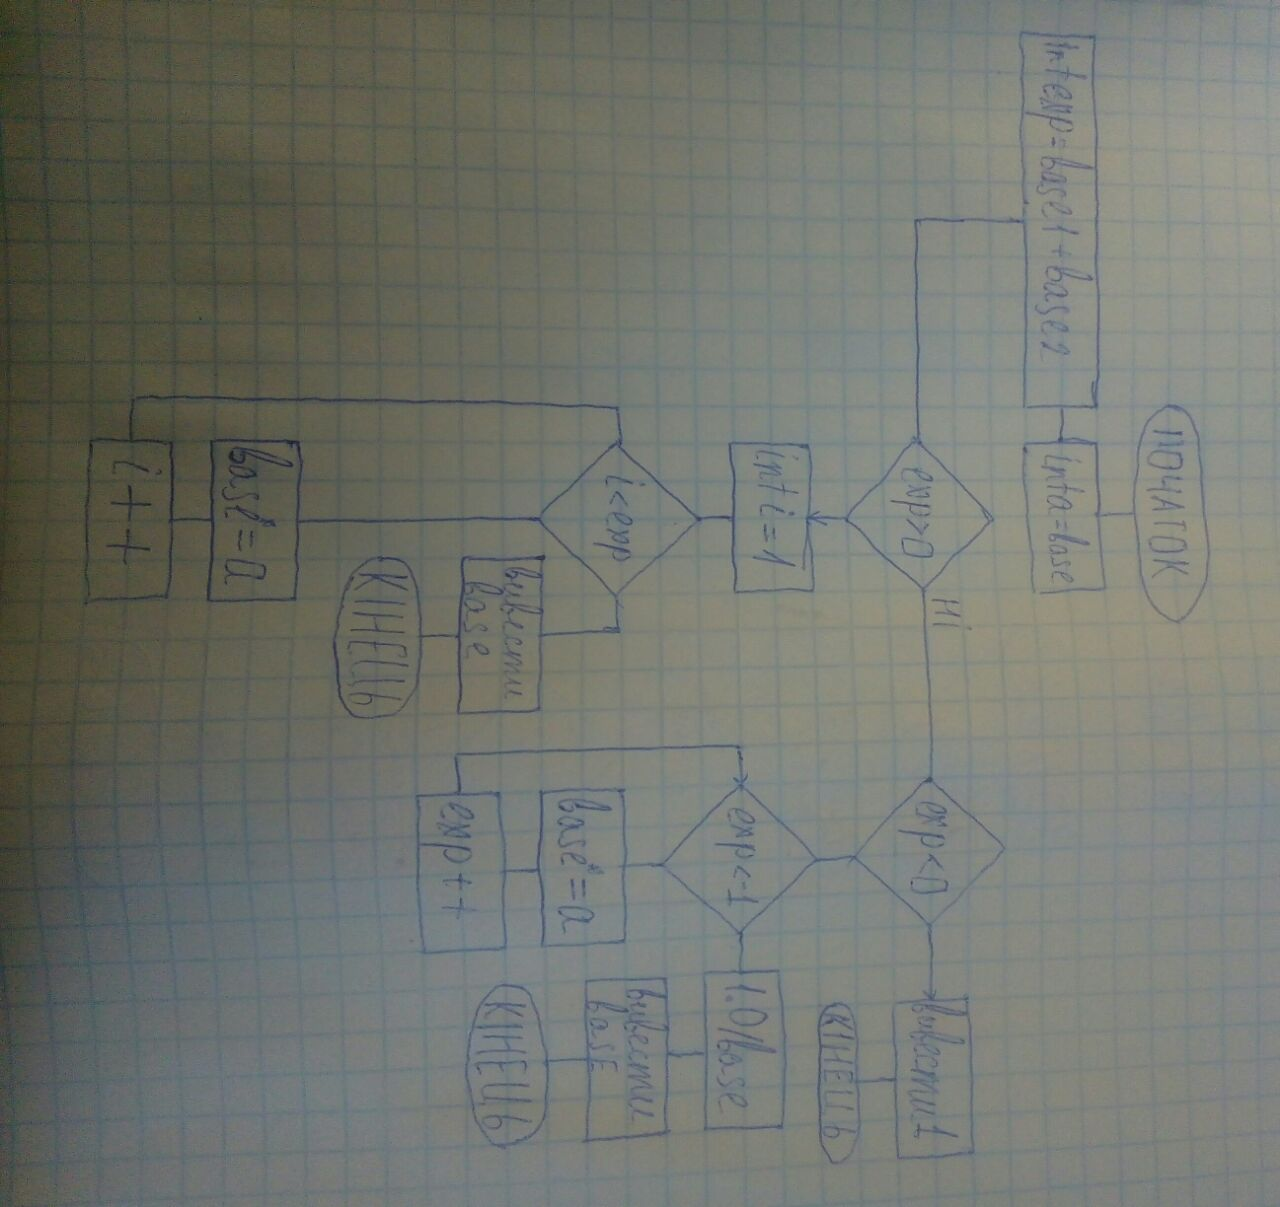 ПОЧАТОК
int a=base
int exp=base1+base2
exp>0
Ні
int i=1
i<exp
base*=a
i++
вивести
base
КІНЕЦЬ
exp<0
вивести 1
КІНЕЦЬ
exp<-1
base*=a
exp++
1.0/base
вивести
base
КІНЕЦЬ